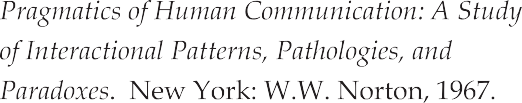 Pragmatics of Human Communication: A Study
of Interactional Patterns, Pathologies, and
Paradoxes. New York: W.W. Norton, 1967.